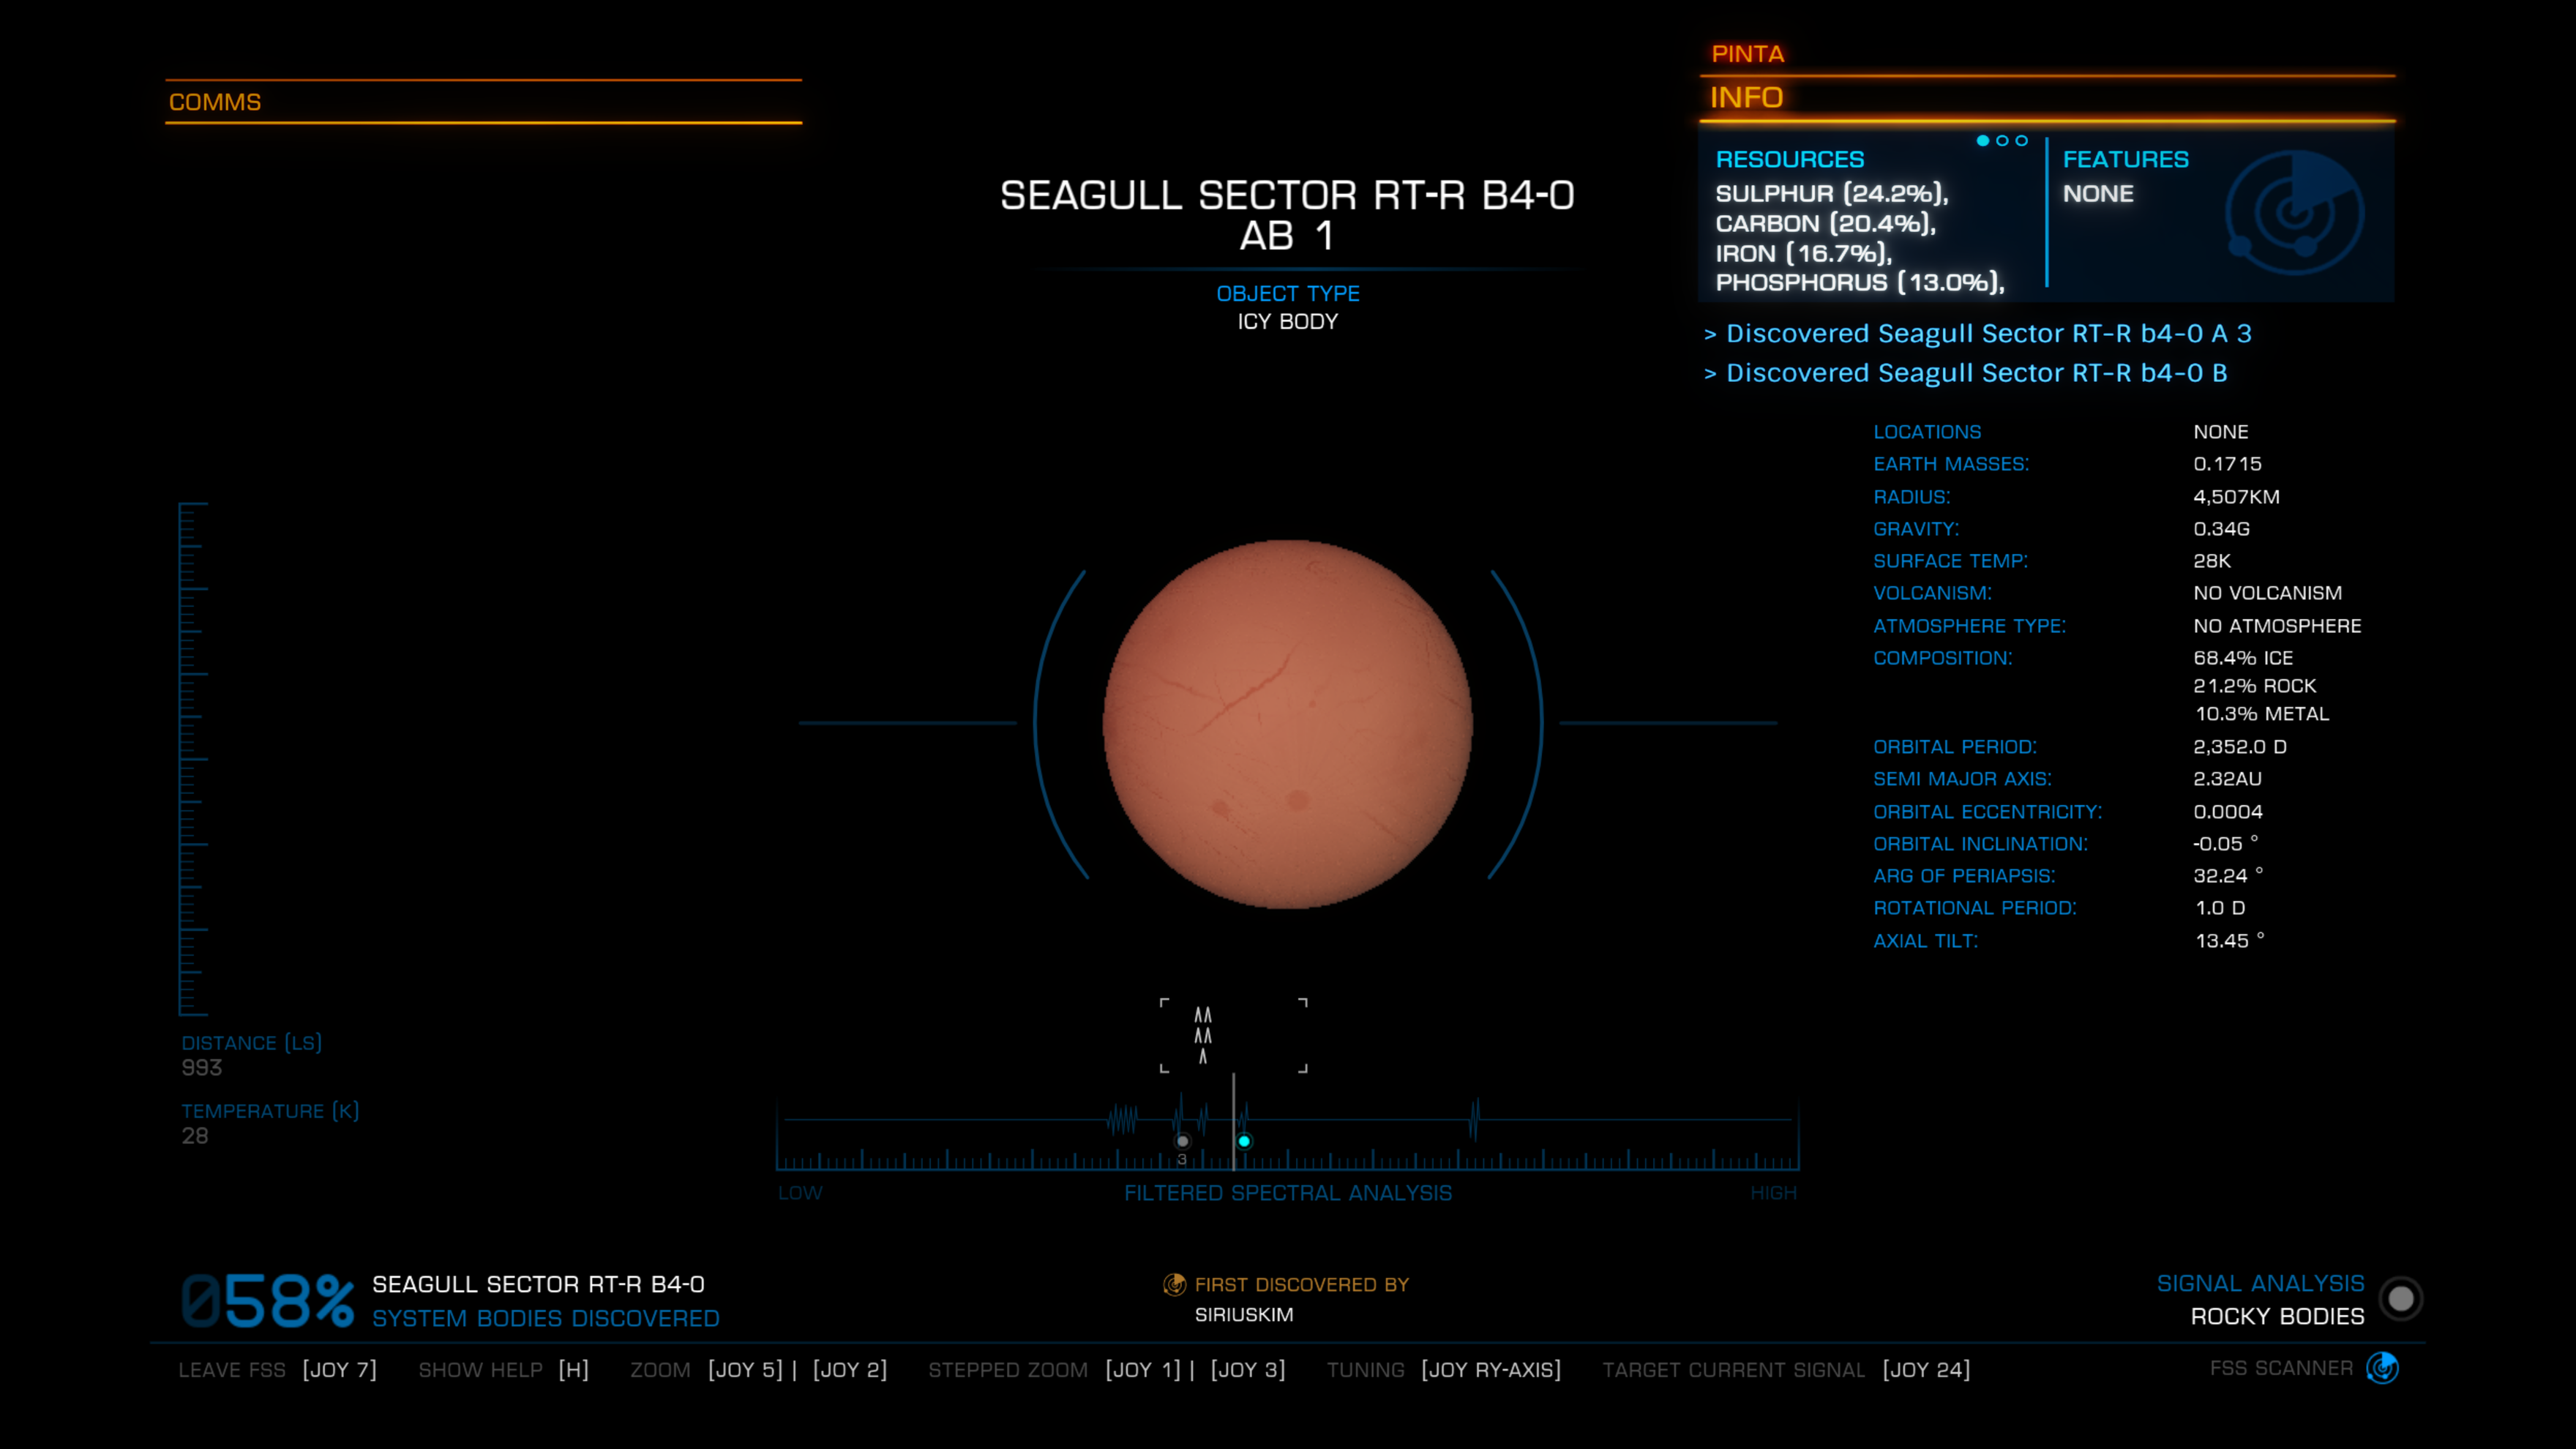 PINTA
COMMS
INFO
RESOURCES
SULPHUR (24.2%),
CARBON (20.4%),
IRON (16.7%),
PHOSPHORUS (13.0%),
FEATURES
NONE
SEAGULL SECTOR RT-R B4-0
AB 1
OBJECT TYPE
ICY BODY
> Discovered Seagull Sector RT-R b4-0 A 3
> Discovered Seagull Sector RT-R b4-0 B
LOCATIONS NONE
EARTH MASSES: 0.1715
RADIUS: 4,507KM
GRAVITY: 0.34G
SURFACE TEMP: 28K
VOLCANISM: NO VOLCANISM
ATMOSPHERE TYPE: NO ATMOSPHERE
COMPOSITION: 68.4% ICE
21.2% ROCK
10.3% METAL
ORBITAL PERIOD: 2,352.0 D
SEMI MAJOR AXIS: 2.32AU
ORBITAL ECCENTRICITY: 0.0004
ORBITAL INCLINATION: -0.05 °
ARG OF PERIAPSIS: 32.24 °
ROTATIONAL PERIOD: 1.0 D
AXIAL TILT: 13.45 °
DISTANCE (LS)
993
TEMPERATURE (K)
28
3
LOW FILTERED SPECTRAL ANALYSIS HIGH
058% SEAGULL SECTOR RT-R B4-0
SYSTEM BODIES DISCOVERED
FIRST DISCOVERED BY
SIRIUSKIM
SIGNAL ANALYSIS
ROCKY BODIES
LEAVE FSS [JOY 7] SHOW HELP [H] ZOOM [JOY 5] | [JOY 2] STEPPED ZOOM [JOY 1] | [JOY 3] TUNING [JOY RY-AXIS] TARGET CURRENT SIGNAL [JOY 24] FSS SCANNER